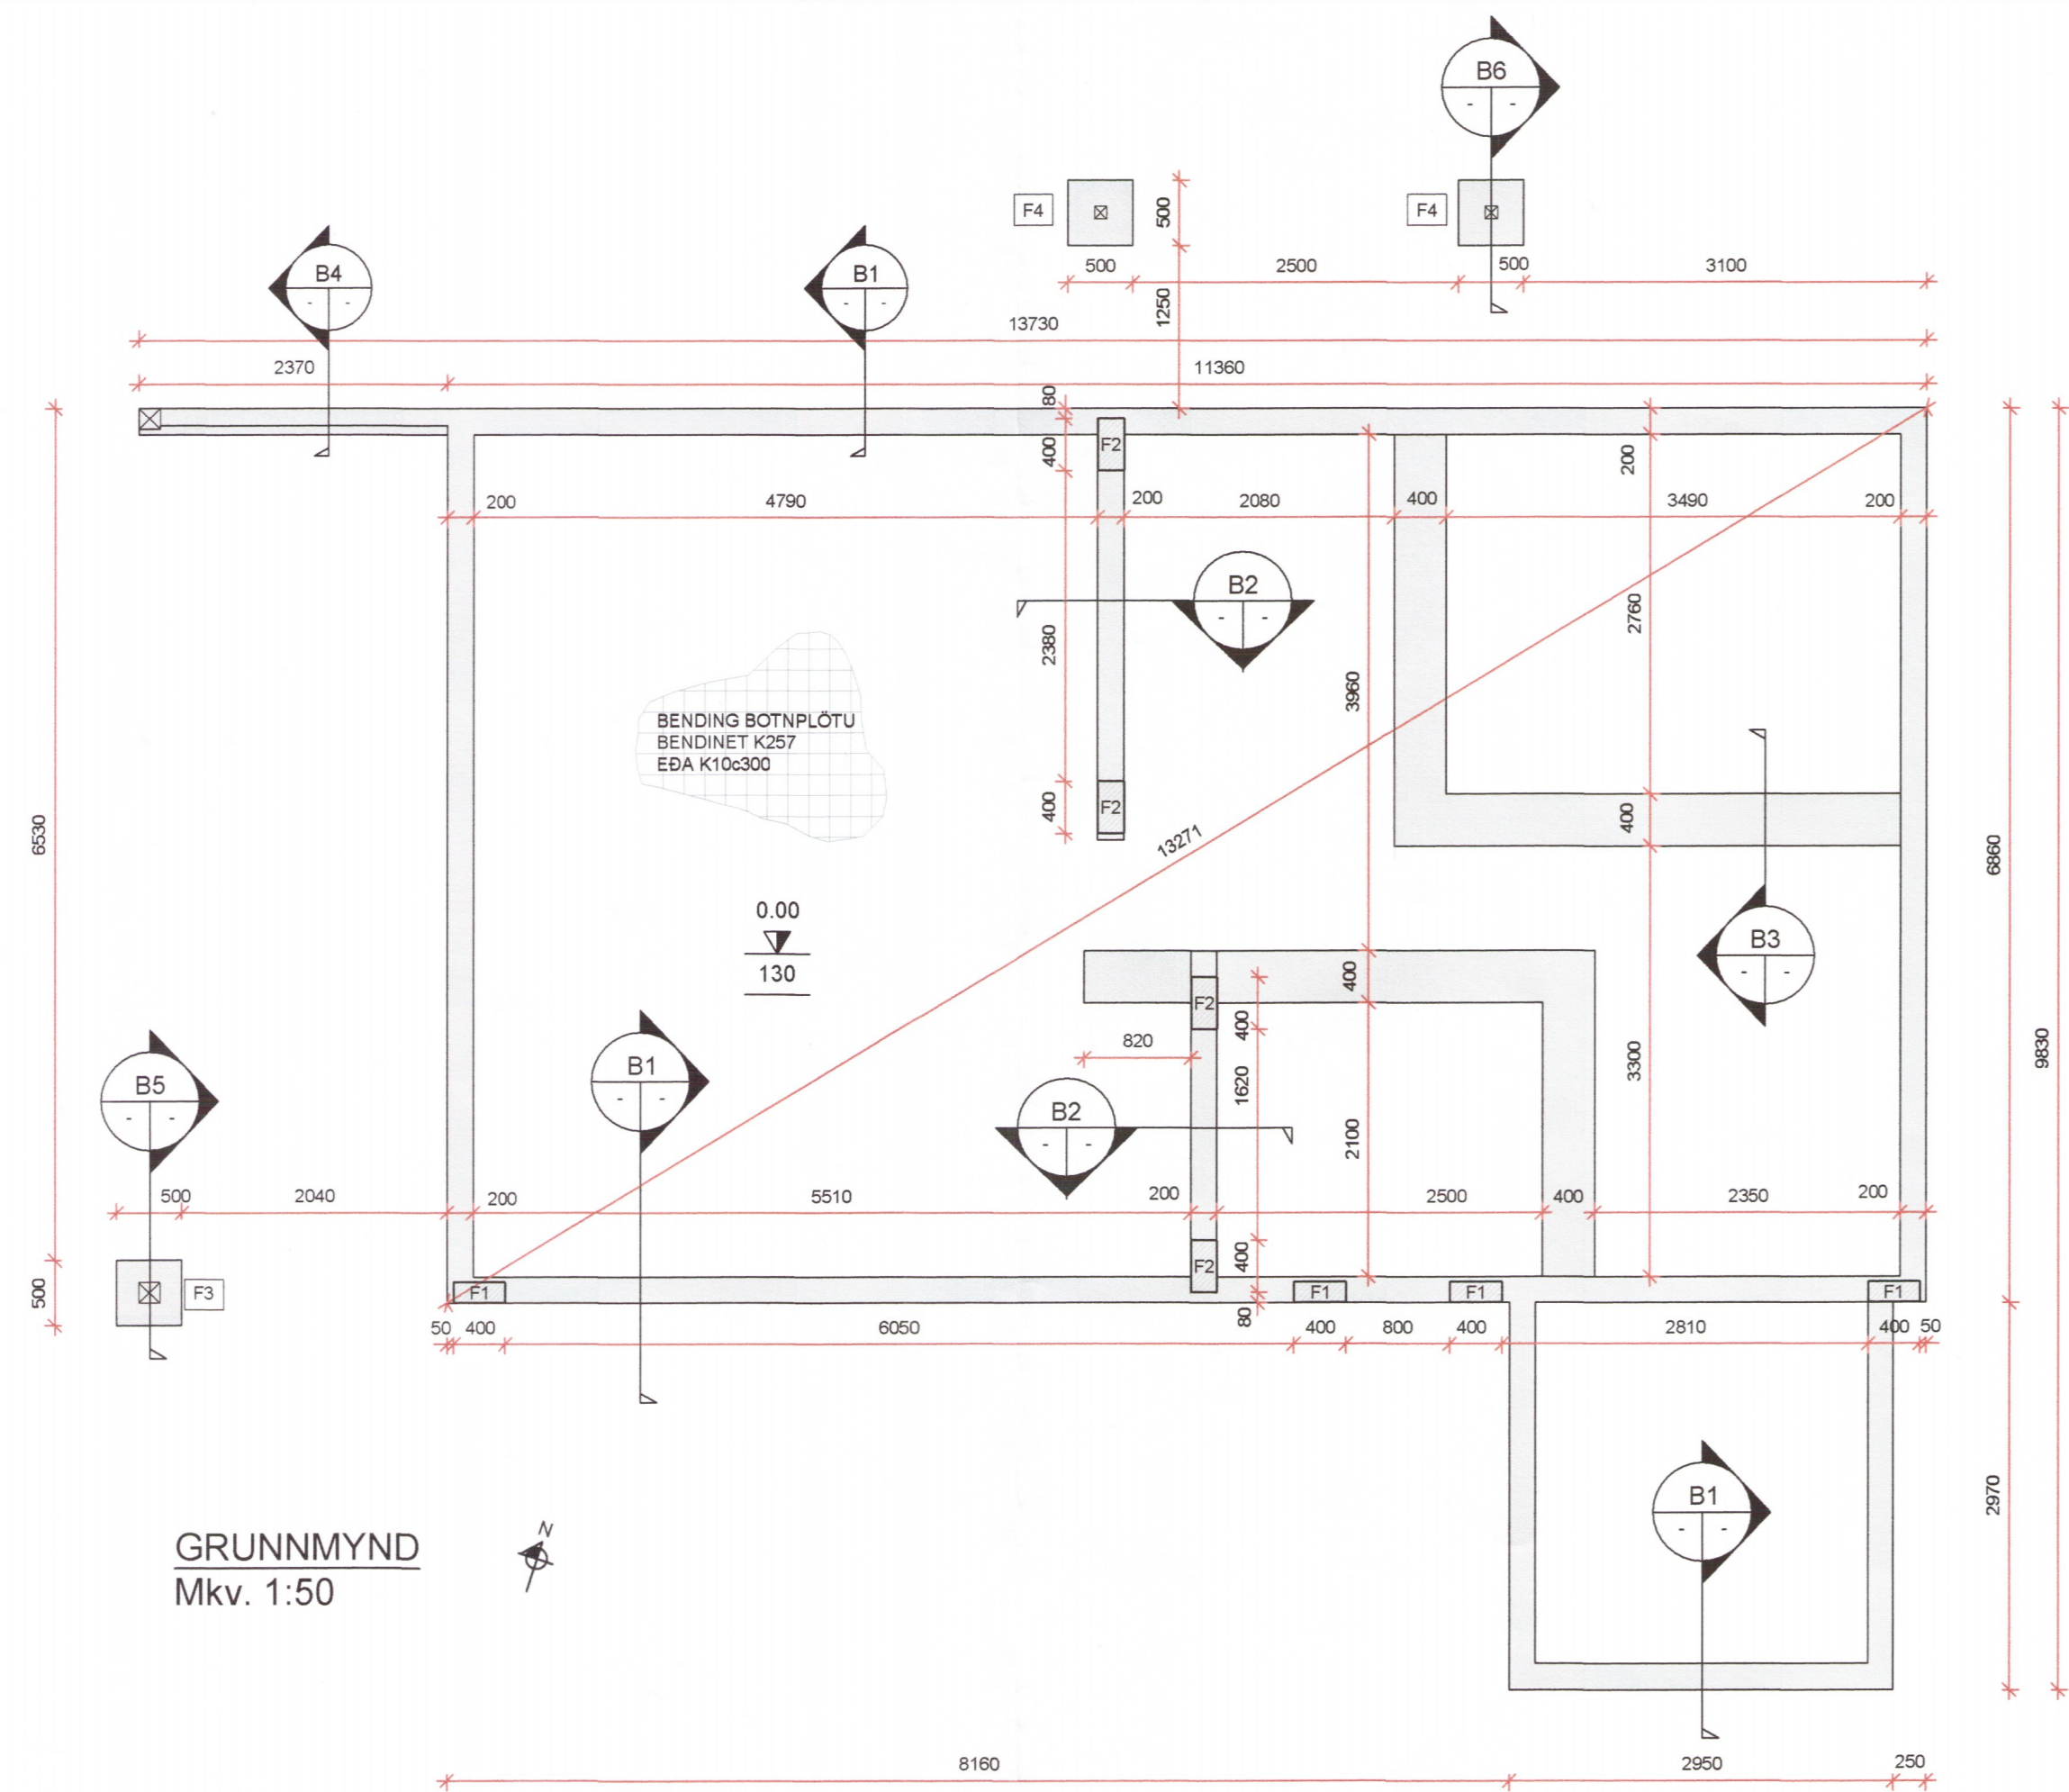 B6
- -
F4
F4
500
500
2500
500
3100
B4
- -
B1
- -
1250
13730
2370
11360
80
F2
400
200
200
4790
200
2080
400
3490
200
B2
- -
2380
2760
3960
BENDING BOTNPLÖTU
BENDINET K257
EÐA K10c300
F2
400
400
13271
6530
6860
0.00
130
B3
- -
400
F2
400
820
B1
- -
B5
- -
1620
3300
9830
B2
- -
2100
500
2040
200
5510
200
2500
400
2350
200
400
F2
500
F3
F1
F1
F1
F1
80
50
400
6050
400
800
400
2810
400
50
2970
B1
- -
GRUNNMYND
Mkv. 1:50
N
8160
2950
250